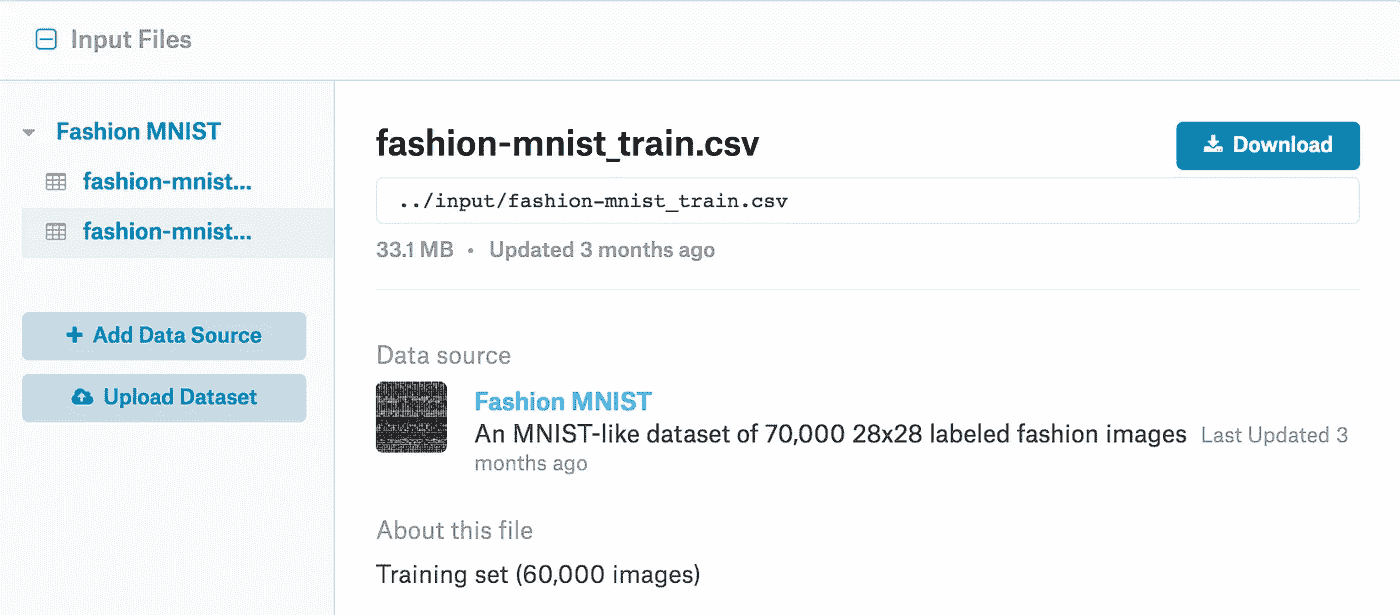 Input Files
Fashion MNIST
fashion-mnist...
fashion-mnist...
Add Data Source
Upload Dataset
fashion-mnist_train.csv
Download
../input/fashion-mnist_train.csv
33.1 MB • Updated 3 months ago
Data source
Fashion MNIST
An MNIST-like dataset of 70,000 28x28 labeled fashion images Last Updated 3
months ago
About this file
Training set (60,000 images)